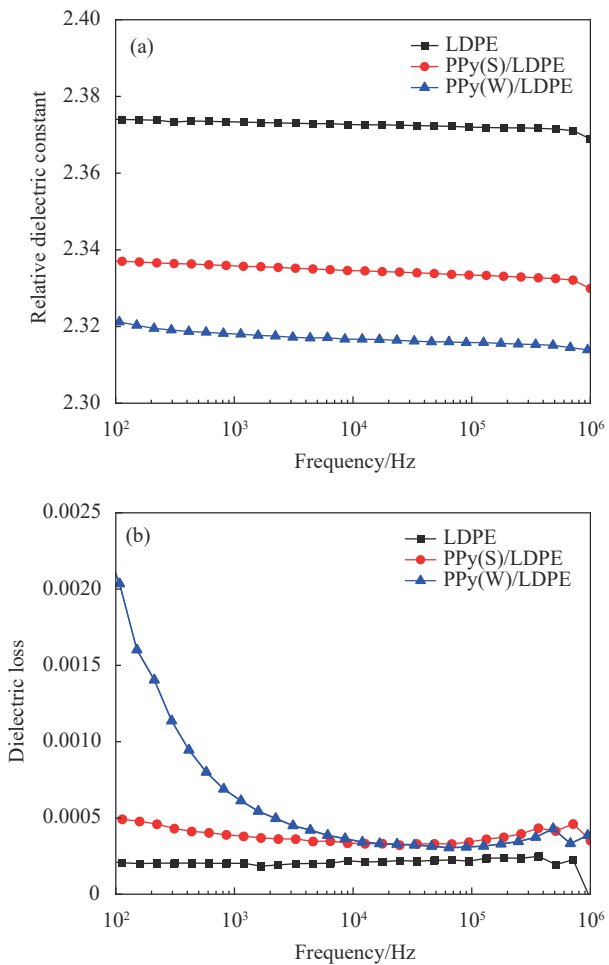 2.40
(a)
LDPE
PPy(S)/LDPE
PPy(W)/LDPE
2.38
2.36
2.34
2.32
2.30
Relative dielectric constant
10² 10³ 10⁴ 10⁵ 10⁶
Frequency/Hz
0.0025
(b)
LDPE
PPy(S)/LDPE
PPy(W)/LDPE
0.0020
0.0015
0.0010
0.0005
0
Dielectric loss
10² 10³ 10⁴ 10⁵ 10⁶
Frequency/Hz